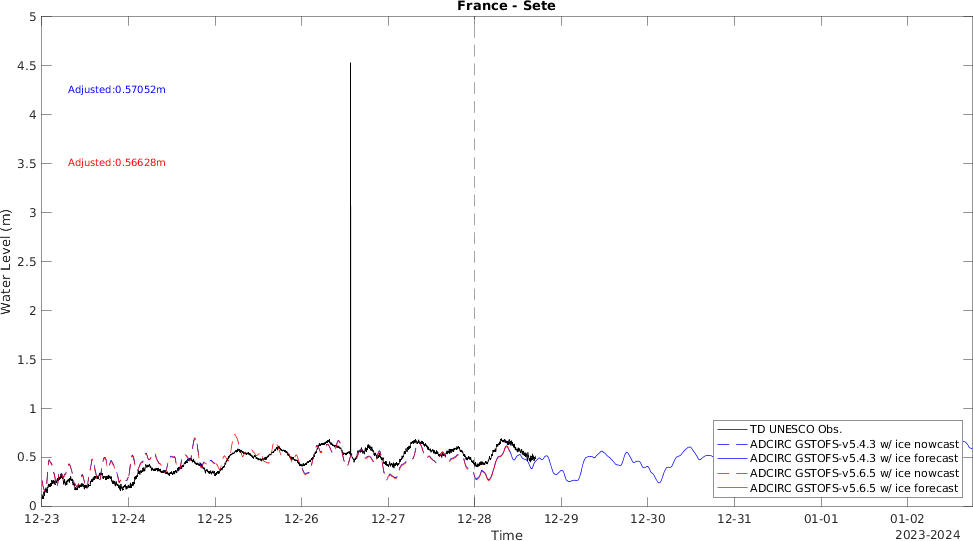 France - Sete
5
4.5
4
3.5
3
2.5
2
1.5
1
0.5
0
Water Level (m)
Adjusted:0.57052m
Adjusted:0.56628m
TD UNESCO Obs.
ADCIRC GSTOFS-v5.4.3 w/ ice nowcast
ADCIRC GSTOFS-v5.4.3 w/ ice forecast
ADCIRC GSTOFS-v5.6.5 w/ ice nowcast
ADCIRC GSTOFS-v5.6.5 w/ ice forecast
12-23 12-24 12-25 12-26 12-27 12-28 12-29 12-30 12-31 01-01 01-02
Time
2023-2024